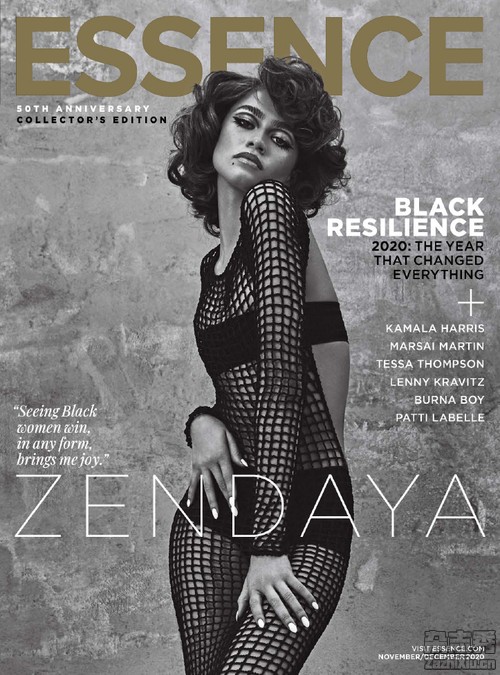 ESSENCE
50TH ANNIVERSARY
COLLECTOR'S EDITION
BLACK
RESILIENCE
2020: THE YEAR
THAT CHANGED
EVERYTHING
+
KAMALA HARRIS
MARSAI MARTIN
TESSA THOMPSON
LENNY KRAVITZ
BURNA BOY
PATTI LABELLE
“Seeing Black
women win,
in any form,
brings me joy.”
ZENDAYA
VISIT ESSENCE.COM
NOVEMBER/DECEMBER 2020
Zazhixiu.cn